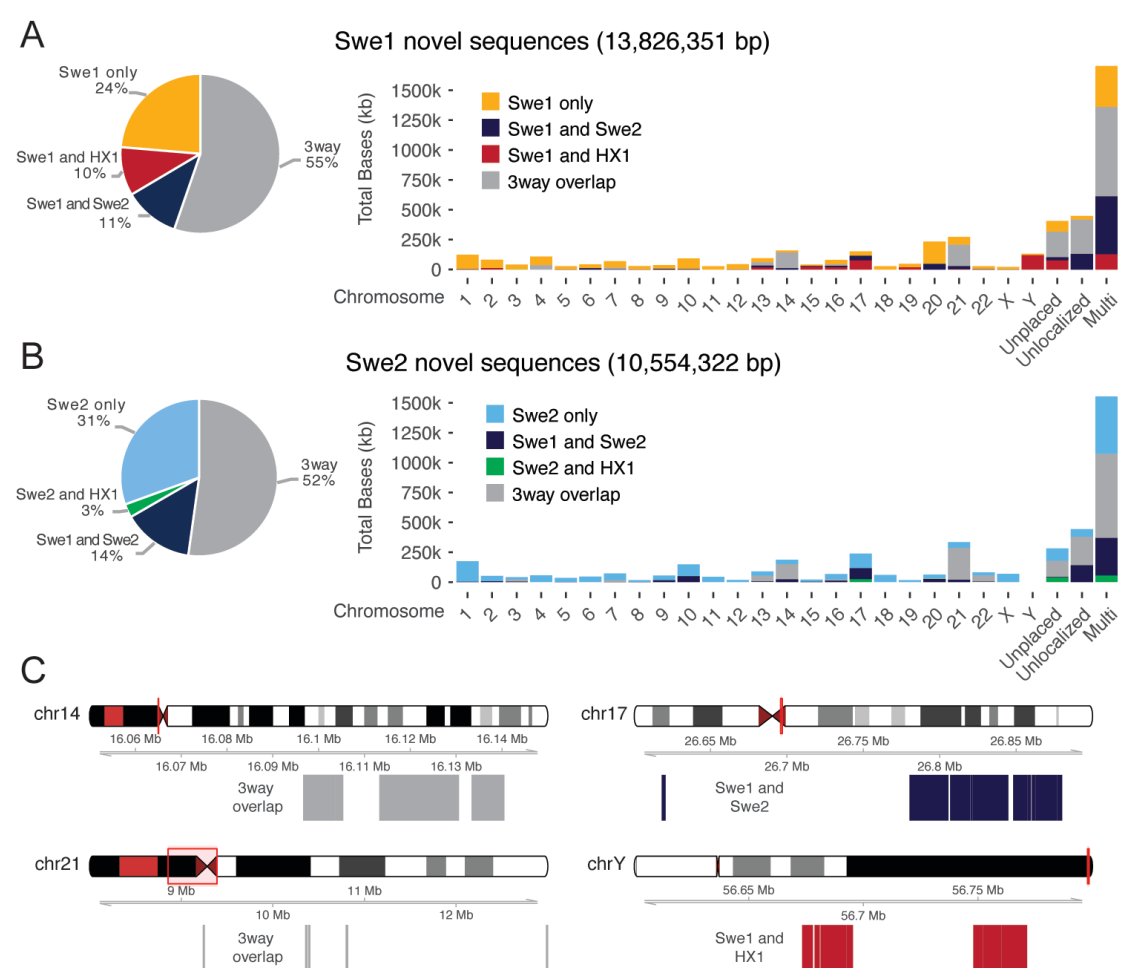 A
Swe1 novel sequences (13,826,351 bp)
Swe1 only
24%
Swe1 and HX1
10%
Swe1 and Swe2
11%
3way
55%
Total Bases (kb)
1500k
1250k
1000k
750k
500k
250k
0
Swe1 only
Swe1 and Swe2
Swe1 and HX1
3way overlap
Chromosome
1 2 3 4 5 6 7 8 9 10 11 12 13 14 15 16 17 18 19 20 21 22 X Y Unplaced Unlocalized Multi
B
Swe2 novel sequences (10,554,322 bp)
Swe2 only
31%
Swe2 and HX1
3%
Swe1 and Swe2
14%
3way
52%
Total Bases (kb)
1500k
1250k
1000k
750k
500k
250k
0
Swe2 only
Swe1 and Swe2
Swe2 and HX1
3way overlap
Chromosome
1 2 3 4 5 6 7 8 9 10 11 12 13 14 15 16 17 18 19 20 21 22 X Y Unplaced Unlocalized Multi
C
chr14
16.06 Mb 16.08 Mb 16.1 Mb 16.12 Mb 16.14 Mb
16.07 Mb 16.09 Mb 16.11 Mb 16.13 Mb
3way
overlap
chr17
26.65 Mb 26.75 Mb 26.85 Mb
26.7 Mb 26.8 Mb
Swe1 and
Swe2
chr21
9 Mb 11 Mb
10 Mb 12 Mb
3way
overlap
chrY
56.65 Mb 56.75 Mb
56.7 Mb
Swe1 and
HX1